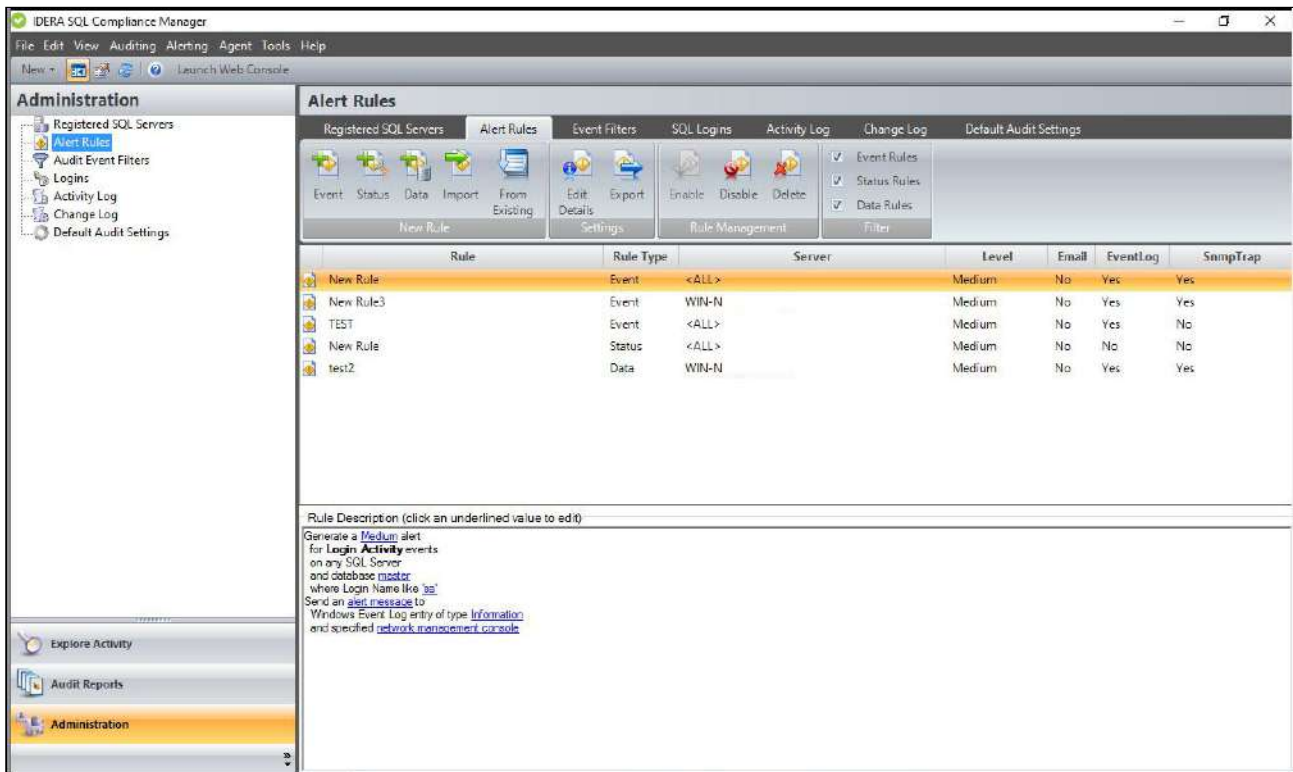 IDERA SQL Compliance Manager
File Edit View Auditing Alerting Agent Tools Help
New Launch Web Console
Administration
Registered SQL Servers
Alert Rules
Audit Event Filters
Logins
Activity Log
Change Log
Default Audit Settings
Explore Activity
Audit Reports
Administration
Alert Rules
Registered SQL Servers Alert Rules Event Filters SQL Logins Activity Log Change Log Default Audit Settings
Event Status Data Import From Existing
New Rule
Edit Details Export
Settings
Enable Disable Delete
Rule Management
Event Rules
Status Rules
Data Rules
Filter
Rule Rule Type Server Level Email EventLog SnmpTrap
New Rule Event <ALL> Medium No Yes Yes
New Rule3 Event WIN-N Medium No Yes Yes
TEST Event <ALL> Medium No Yes No
New Rule Status <ALL> Medium No No No
test2 Data WIN-N Medium No Yes Yes
Rule Description (click an underlined value to edit)
Generate a Medium alert
for Login Activity events
on any SQL Server
and database master
where Login Name like 'sa'
Send an alert message to
Windows Event Log entry of type Information
and specified network management console